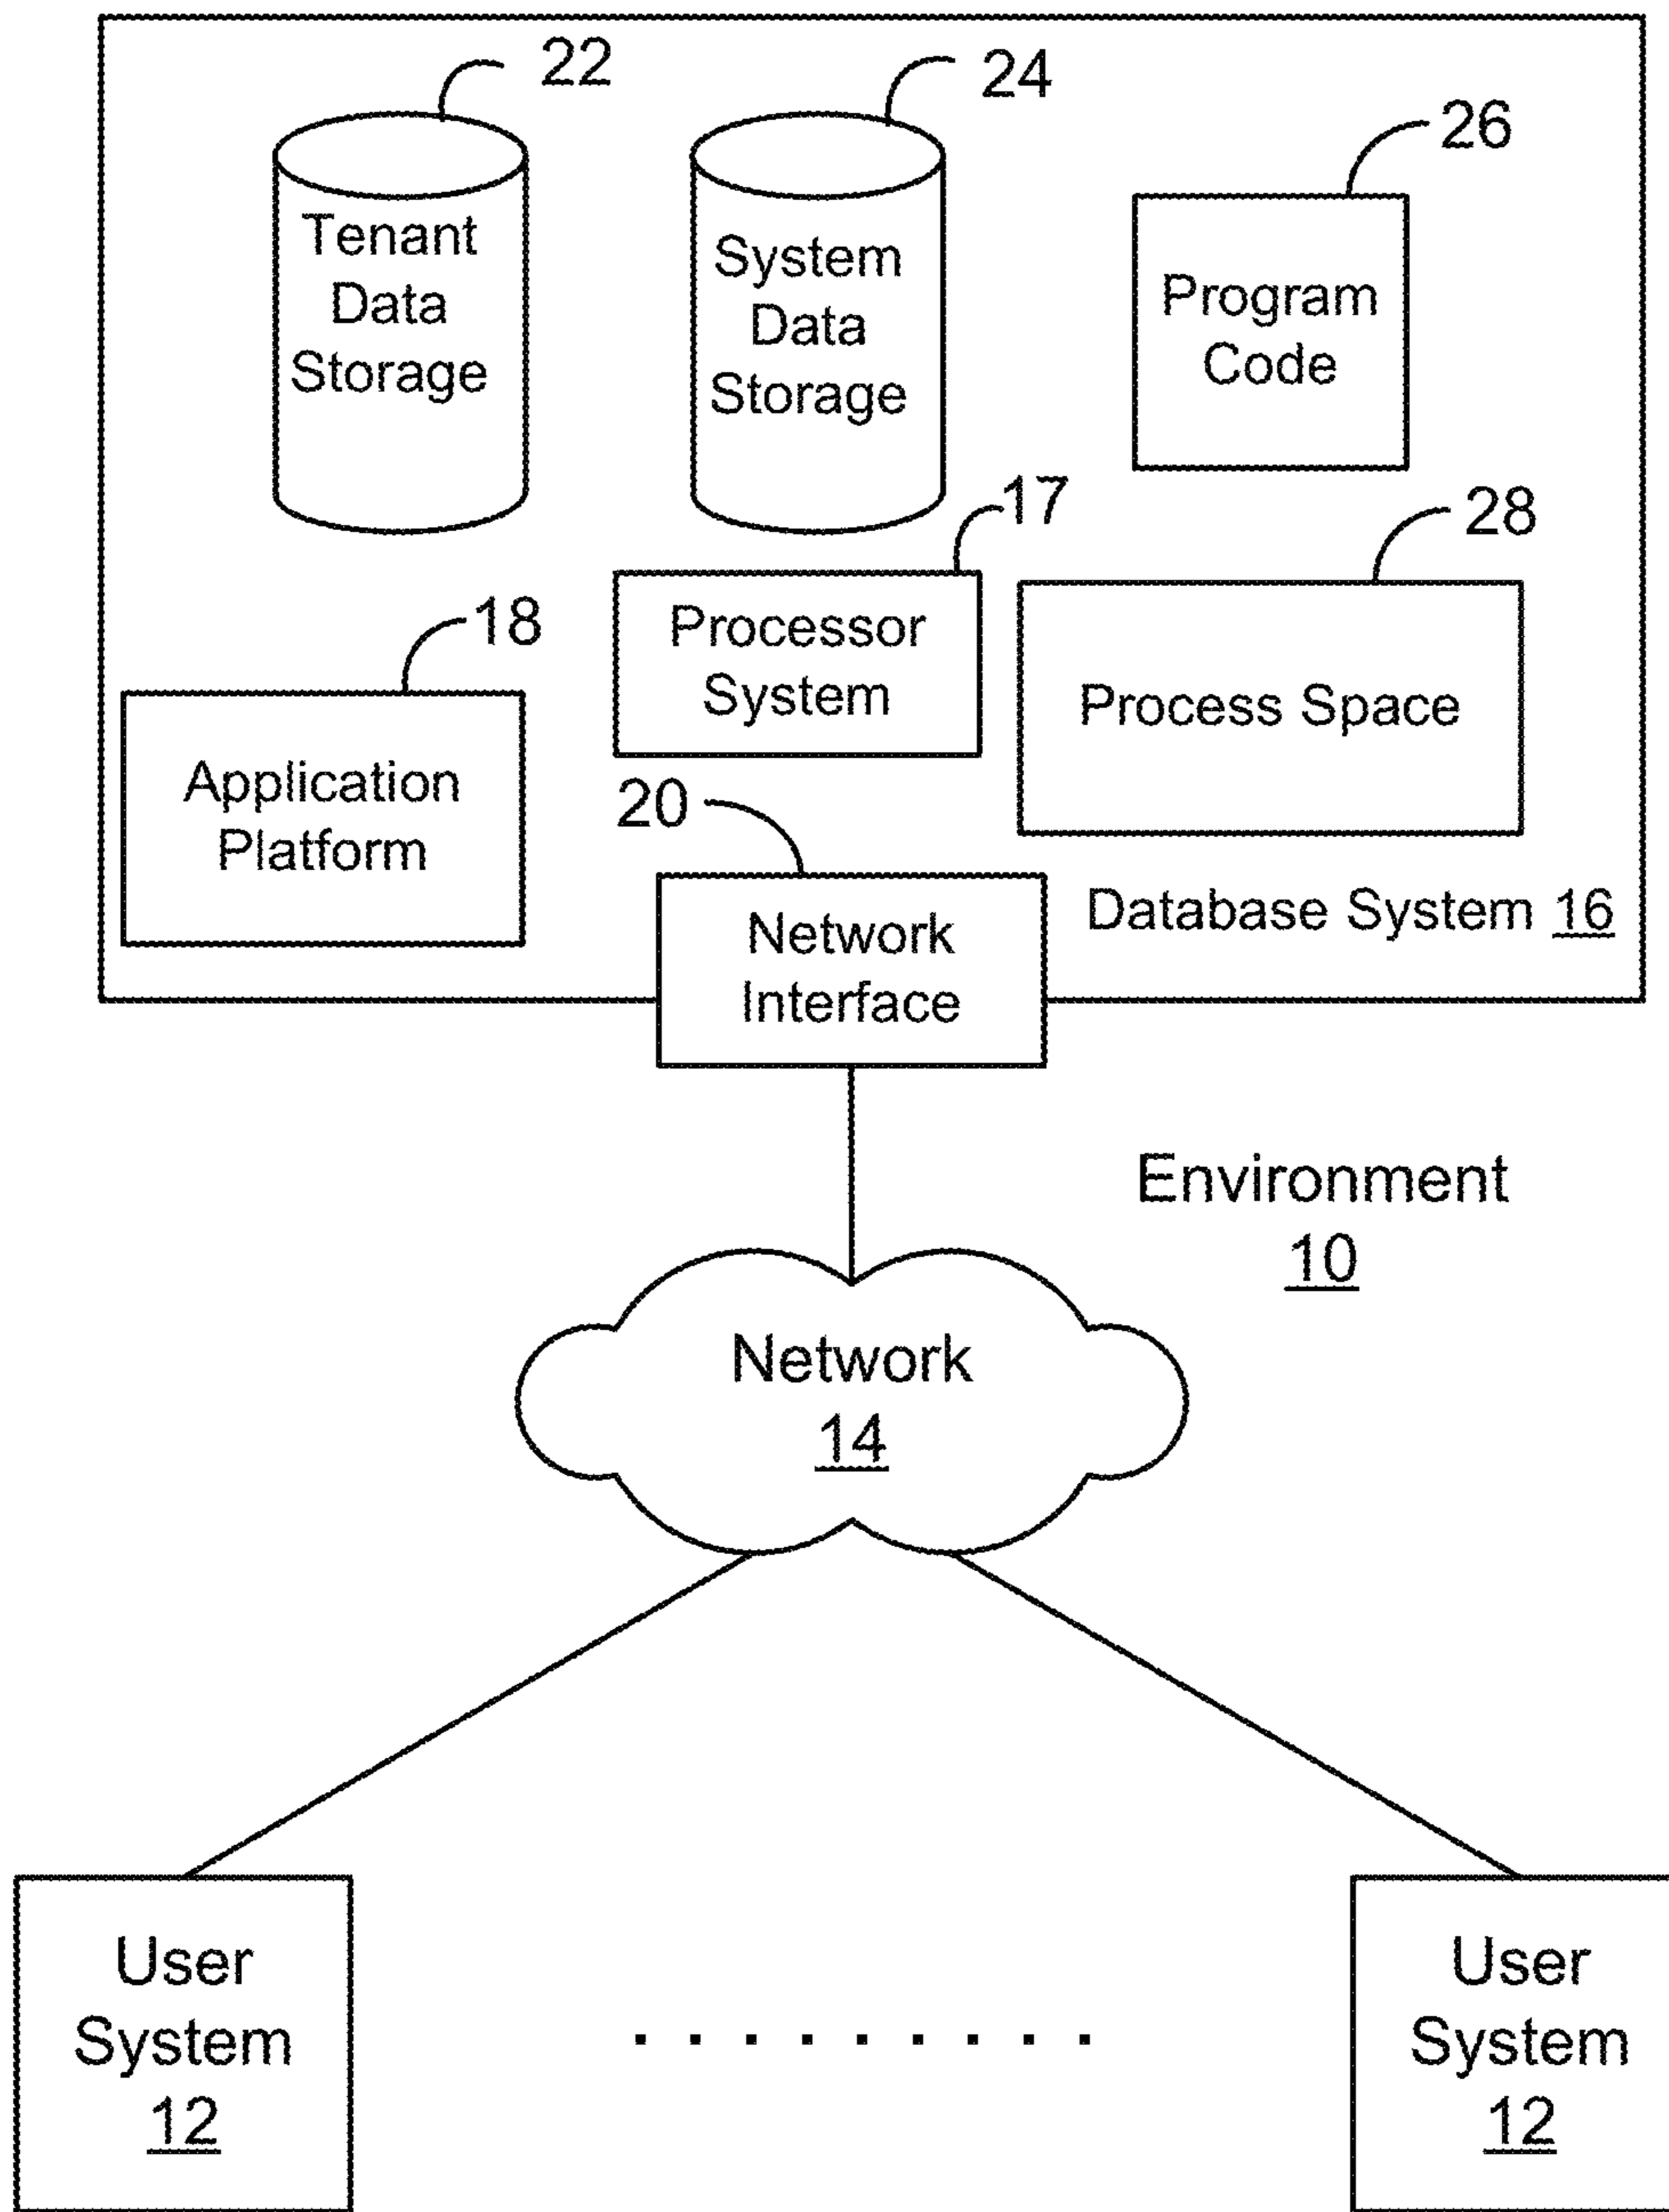 22
24
26
Tenant
Data
Storage
System
Data
Storage
Program
Code
17
28
18
Processor
System
Process Space
Application
Platform
20
Network
Interface
Database System 16
Environment
10
Network
14
User
System
12
. . . . . . . . .
User
System
12